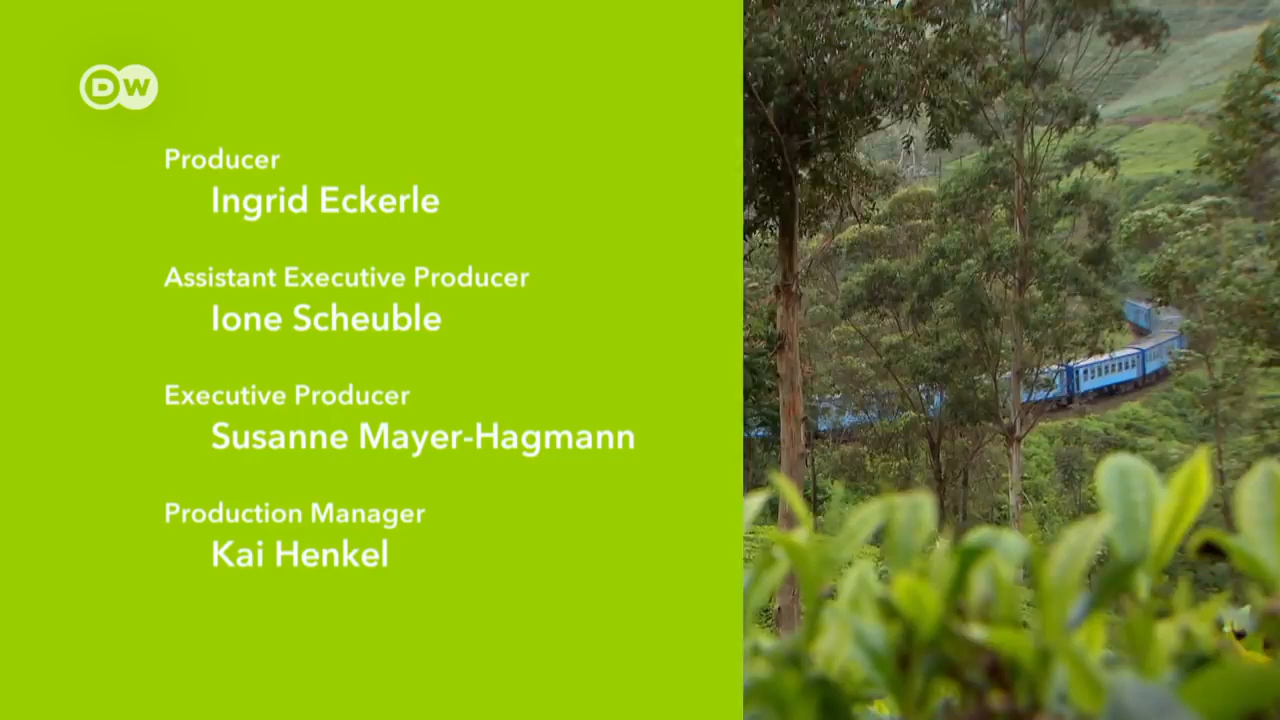 DW
Producer
Ingrid Eckerle
Assistant Executive Producer
Ione Scheuble
Executive Producer
Susanne Mayer-Hagmann
Production Manager
Kai Henkel